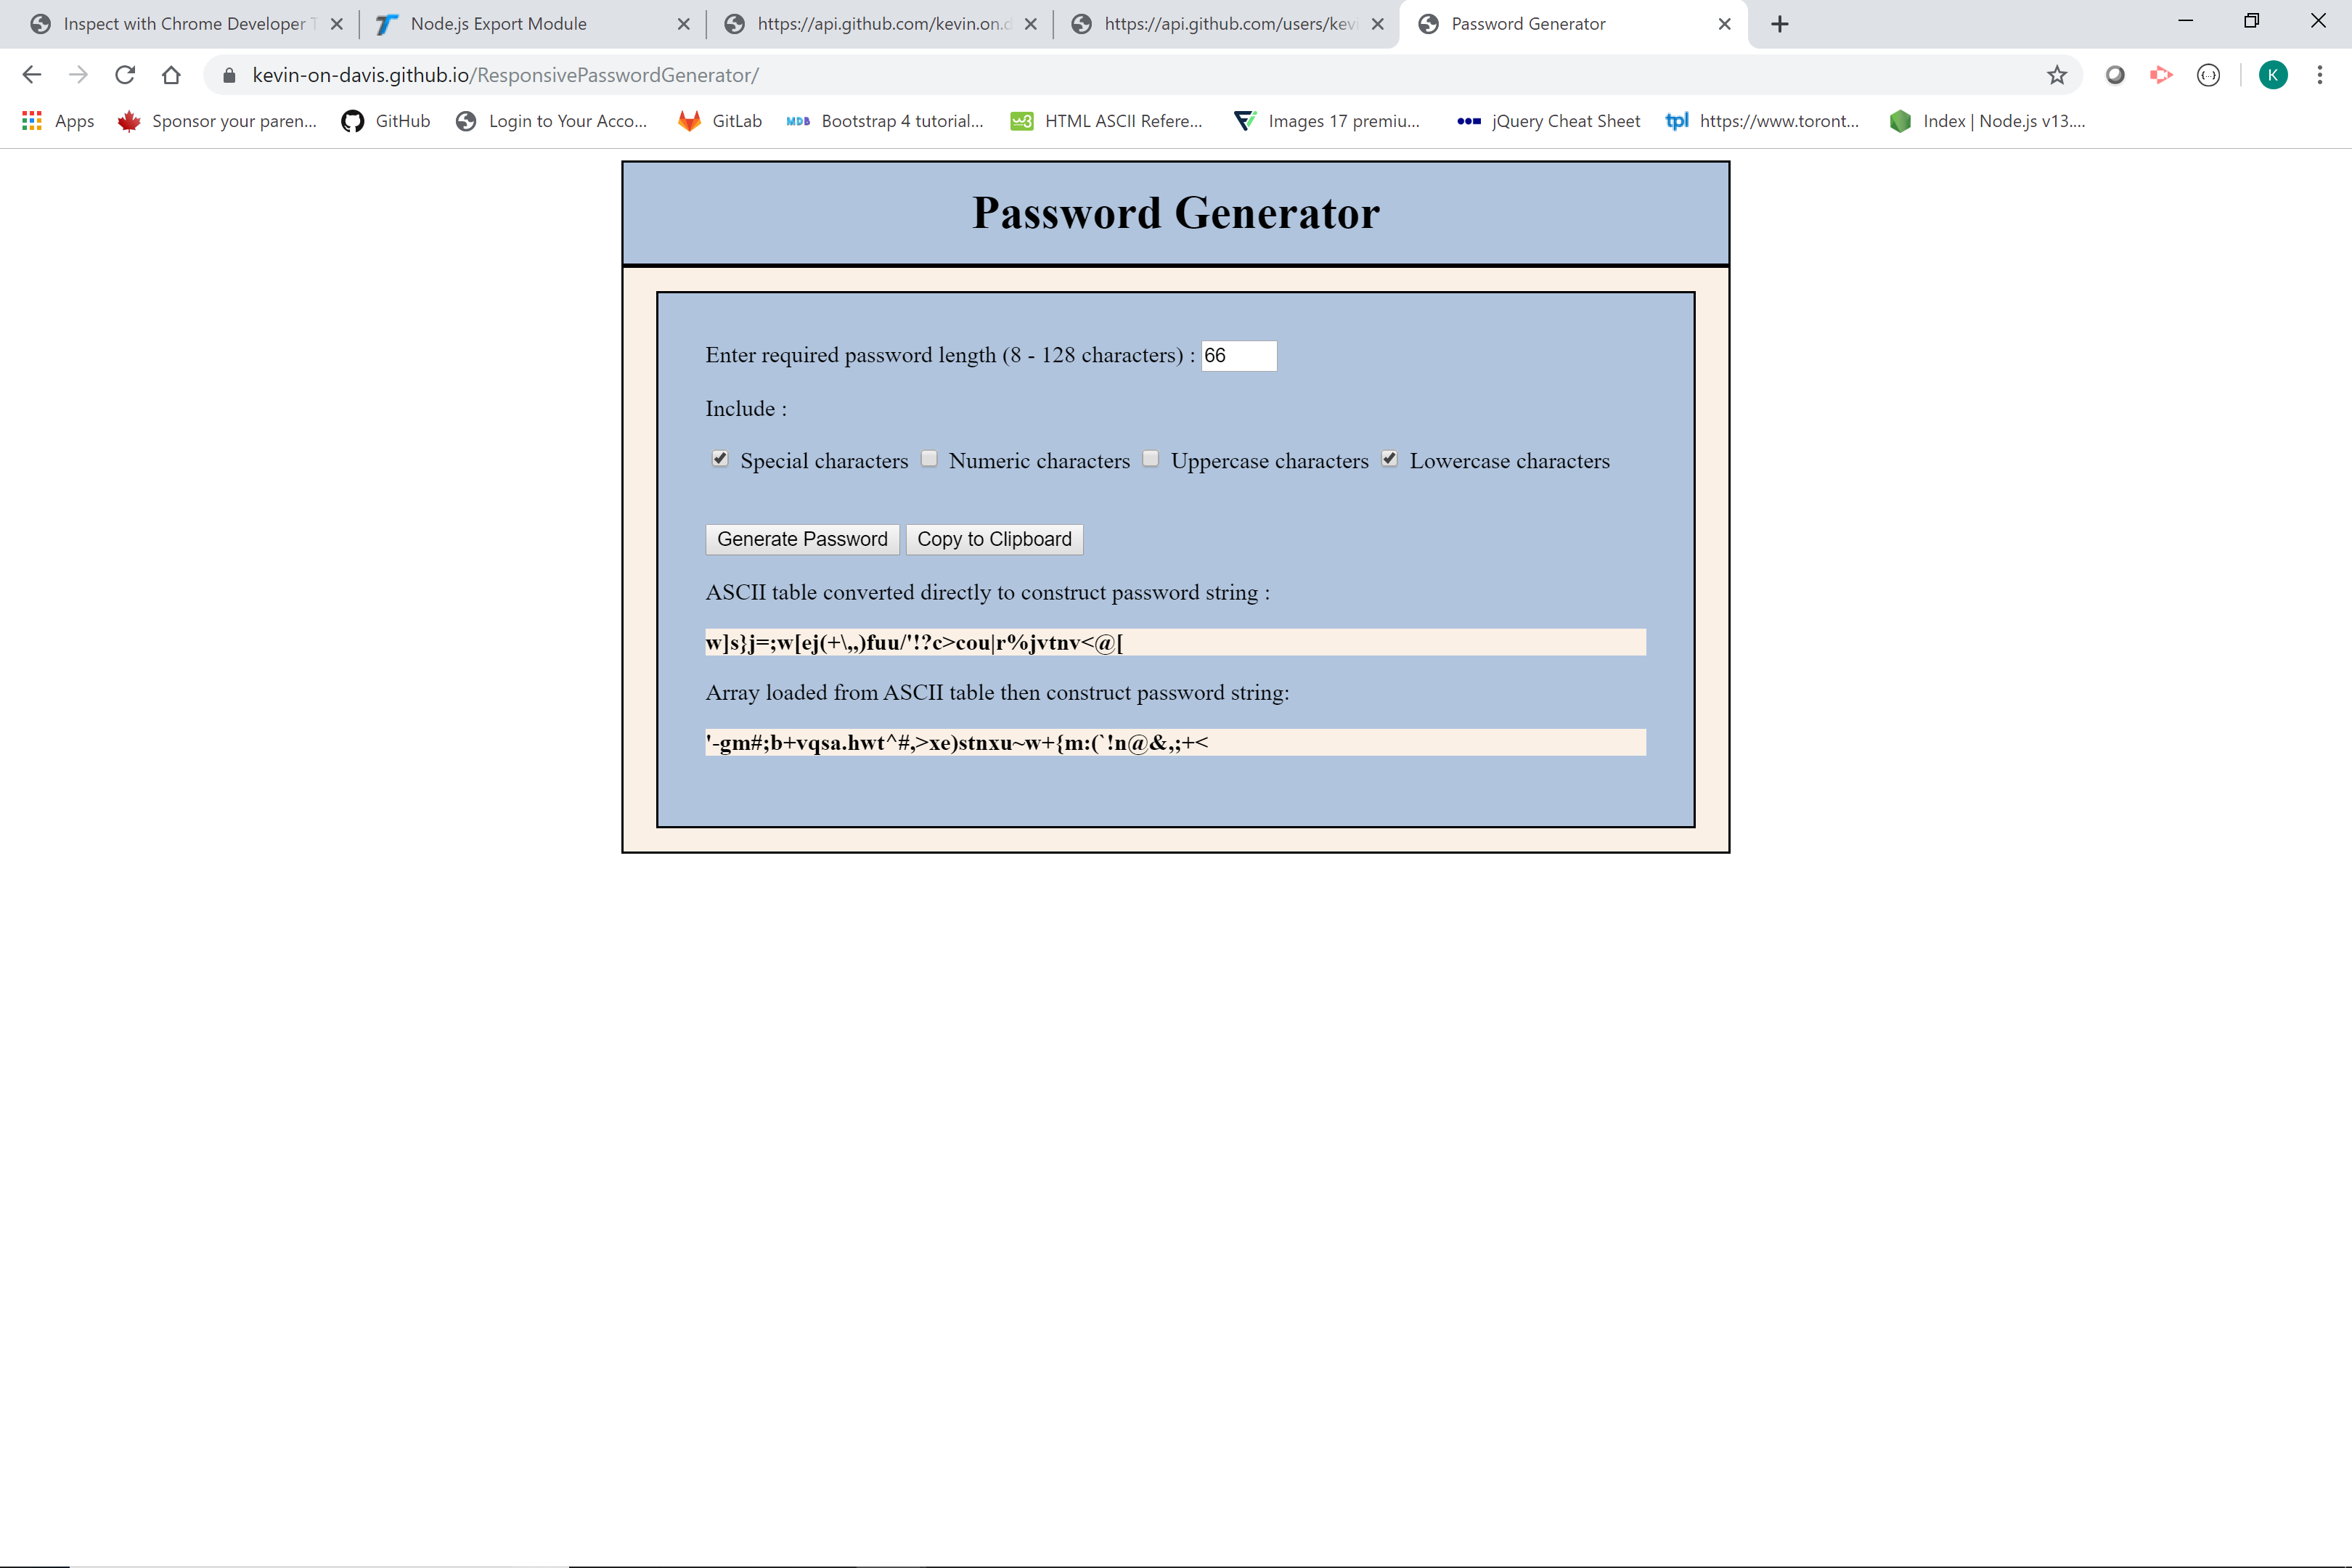 Inspect with Chrome Developer T
Node.js Export Module
https://api.github.com/kevin.on.d
https://api.github.com/users/kevi
Password Generator
kevin-on-davis.github.io/ResponsivePasswordGenerator/
K
Apps
Sponsor your paren...
GitHub
Login to Your Acco...
GitLab
MDB Bootstrap 4 tutorial...
w3 HTML ASCII Refere...
Images 17 premiu...
jQuery Cheat Sheet
tpl https://www.toront...
Index | Node.js v13....
Password Generator
Enter required password length (8 - 128 characters) : 66
Include :
Special characters Numeric characters Uppercase characters Lowercase characters
Generate Password Copy to Clipboard
ASCII table converted directly to construct password string :
w]s}j=;w[ej(+\,,)fuu/'!?c>cou|r%jvtnv<@[
Array loaded from ASCII table then construct password string:
'-gm#;b+vqsa.hwt^#,>xe)stnxu~w+{m:(`!n@&,;+<